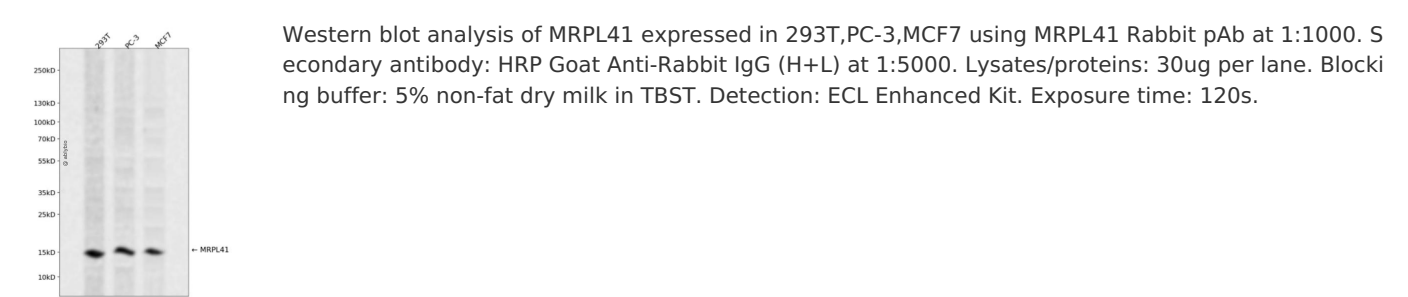 293T
PC-3
MCF7
250kD
130kD
100kD
70kD
55kD
35kD
25kD
15kD
10kD
← MRPL41
Western blot analysis of MRPL41 expressed in 293T,PC-3,MCF7 using MRPL41 Rabbit pAb at 1:1000. S
econdary antibody: HRP Goat Anti-Rabbit IgG (H+L) at 1:5000. Lysates/proteins: 30ug per lane. Blocki
ng buffer: 5% non-fat dry milk in TBST. Detection: ECL Enhanced Kit. Exposure time: 120s.